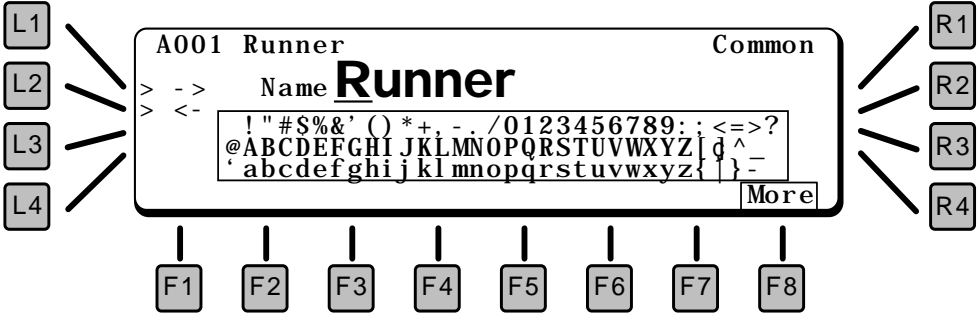 L1
L2
L3
L4
A001 Runner Common
> -> Name Runner
> <-
!"#$%&'()*+,-./0123456789:;<=>?
@ABCDEFGHIJKLMNOPQRSTUVWXYZ[¢^_
‘abcdefghijklmnopqrstuvwxyz{|}-
More
R1
R2
R3
R4
F1 F2 F3 F4 F5 F6 F7 F8